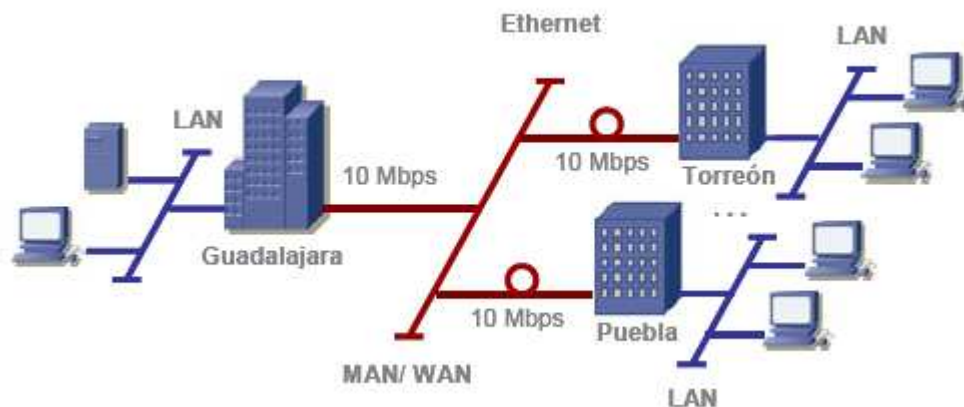 Ethernet
LAN
LAN
10 Mbps
10 Mbps
Torreón
...
Guadalajara
10 Mbps
Puebla
MAN/ WAN
LAN